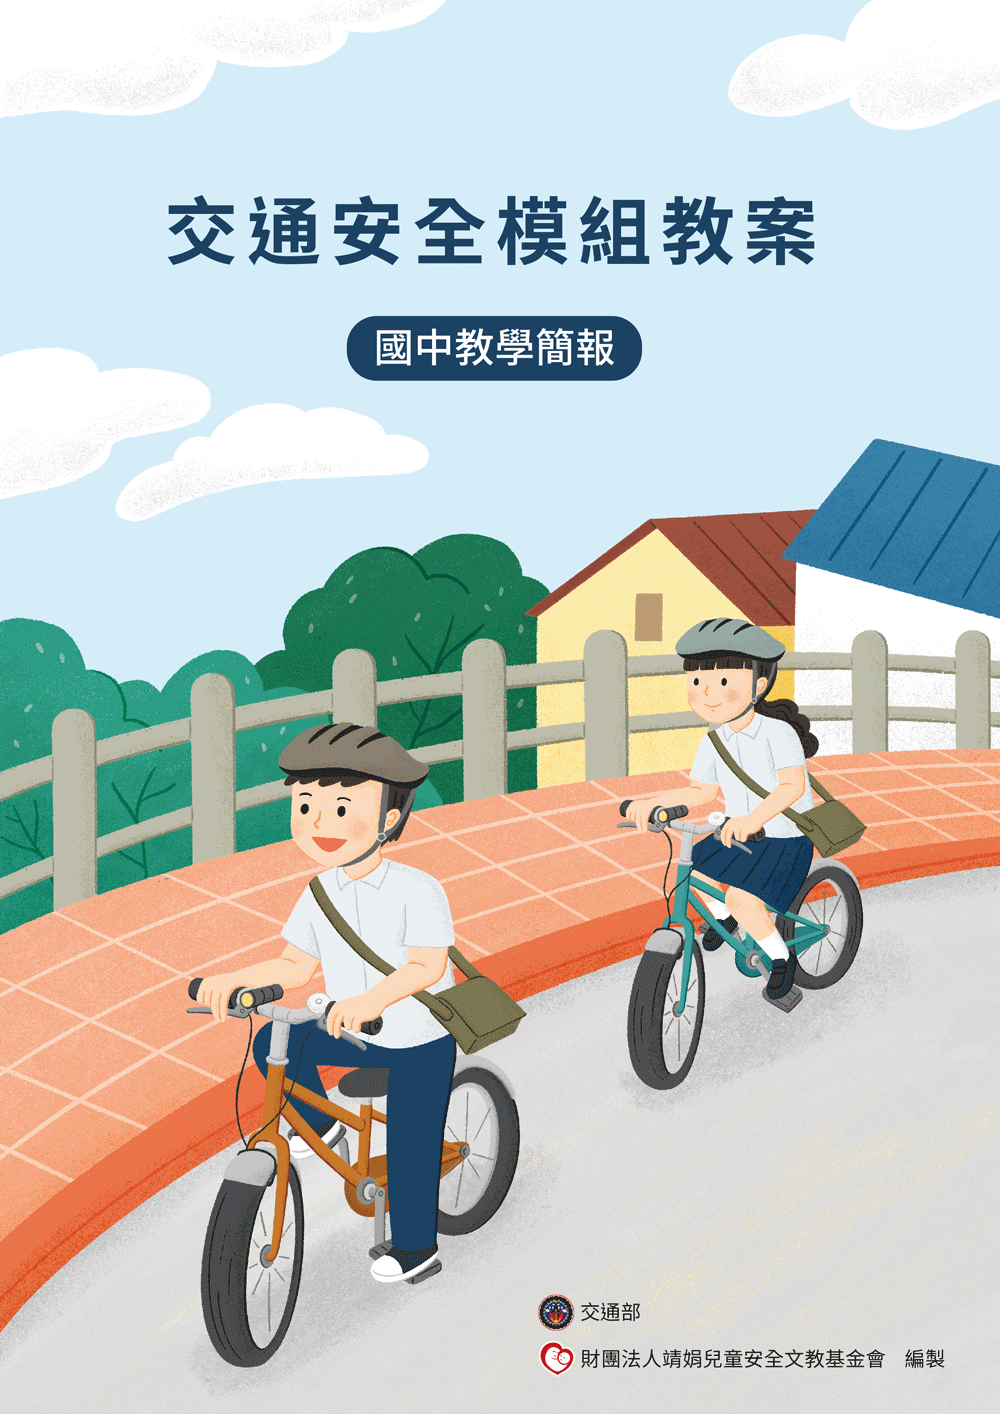 交通安全模組教案
國中教學簡報
交通部
財團法人靖娟兒童安全文教基金會　編製